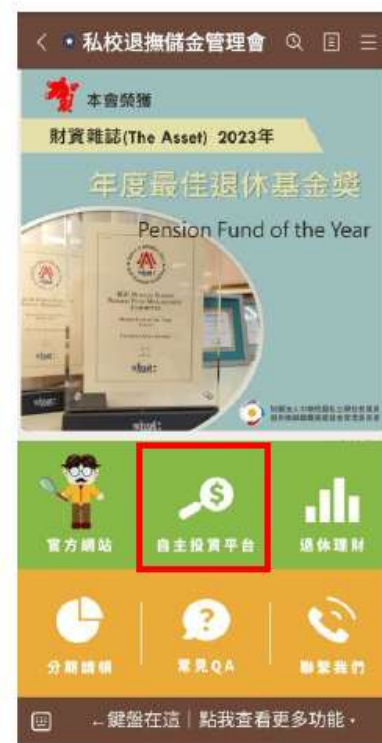 私校退撫儲金管理會
賀 本會榮獲
財資雜誌(The Asset) 2023年
年度最佳退休基金獎
Pension Fund of the Year
官方網站 自主投資平台 退休理財
分期請領 常見QA 聯繫我們
←鍵盤在這｜點我查看更多功能・